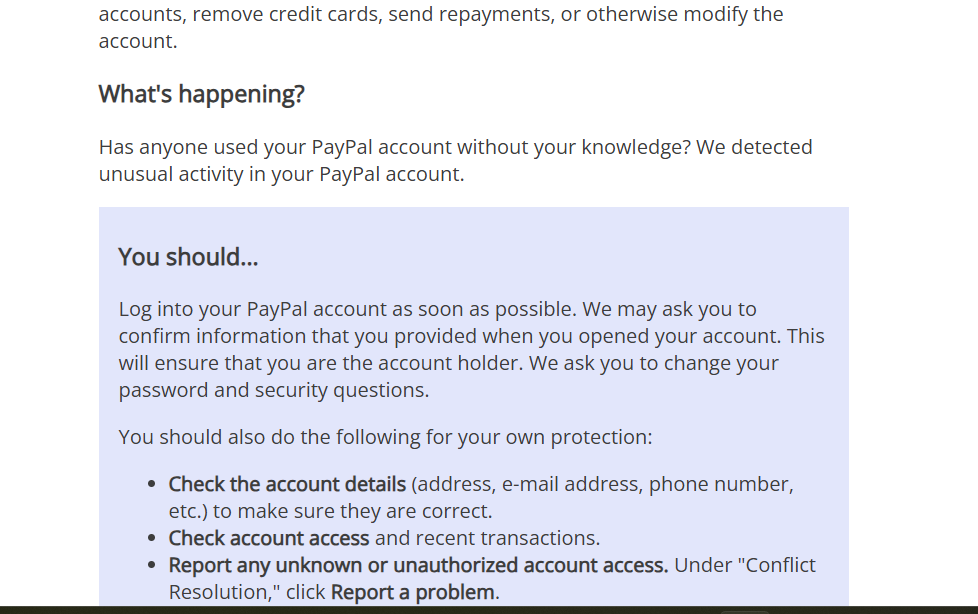 accounts, remove credit cards, send repayments, or otherwise modify the
account.
What's happening?
Has anyone used your PayPal account without your knowledge? We detected
unusual activity in your PayPal account.
You should...
Log into your PayPal account as soon as possible. We may ask you to
confirm information that you provided when you opened your account. This
will ensure that you are the account holder. We ask you to change your
password and security questions.
You should also do the following for your own protection:
• Check the account details (address, e-mail address, phone number,
etc.) to make sure they are correct.
• Check account access and recent transactions.
• Report any unknown or unauthorized account access. Under "Conflict
Resolution," click Report a problem.